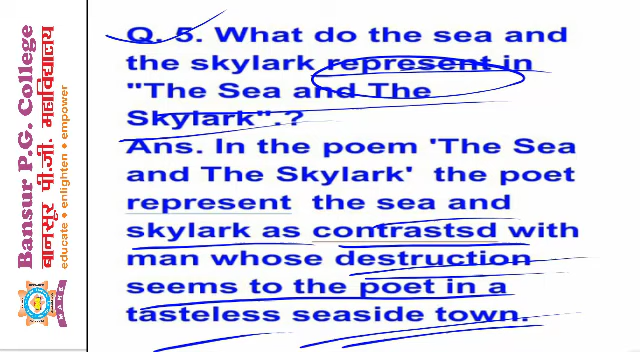 Bansur P.G. College
बानसूर पी.जी. महाविद्यालय
educate • enlighten • empower
Q. 5. What do the sea and
the skylark represent in
"The Sea and The
Skylark".?
Ans. In the poem 'The Sea
and The Skylark' the poet
represent the sea and
skylark as contrastsd with
man whose destruction
seems to the poet in a
tasteless seaside town.